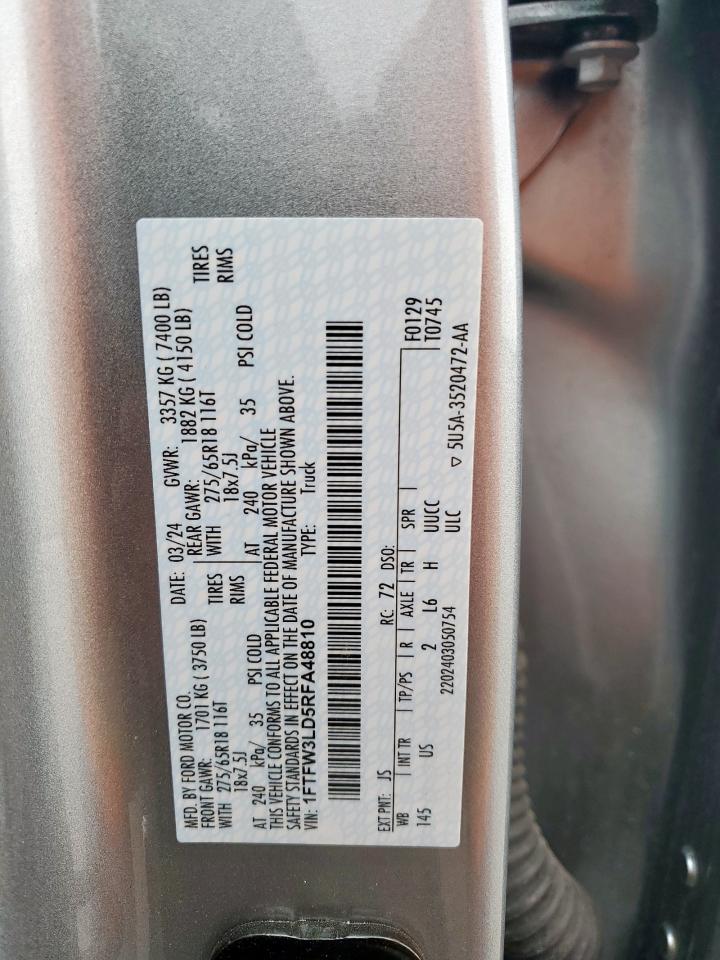 MFD. BY FORD MOTOR CO.
DATE: 03/24 GVWR: 3357 KG ( 7400 LB)
FRONT GAWR: 1701 KG ( 3750 LB) REAR GAWR: 1882 KG ( 4150 LB)
WITH 275/65R18 116T TIRES WITH 275/65R18 116T TIRES
18x7.5J RIMS 18x7.5J RIMS
AT 240 kPa/ 35 PSI COLD AT 240 kPa/ 35 PSI COLD
THIS VEHICLE CONFORMS TO ALL APPLICABLE FEDERAL MOTOR VEHICLE
SAFETY STANDARDS IN EFFECT ON THE DATE OF MANUFACTURE SHOWN ABOVE.
VIN: 1FTFW3LD5RFA48810 TYPE: Truck
EXT PNT: JS RC: 72 DSO: F0129
WB INT TR TP/PS R AXLE TR SPR T0745
145 US 2 L6 H UUCC
ULC
2202403050754 ▽ 5U5A-3520472-AA